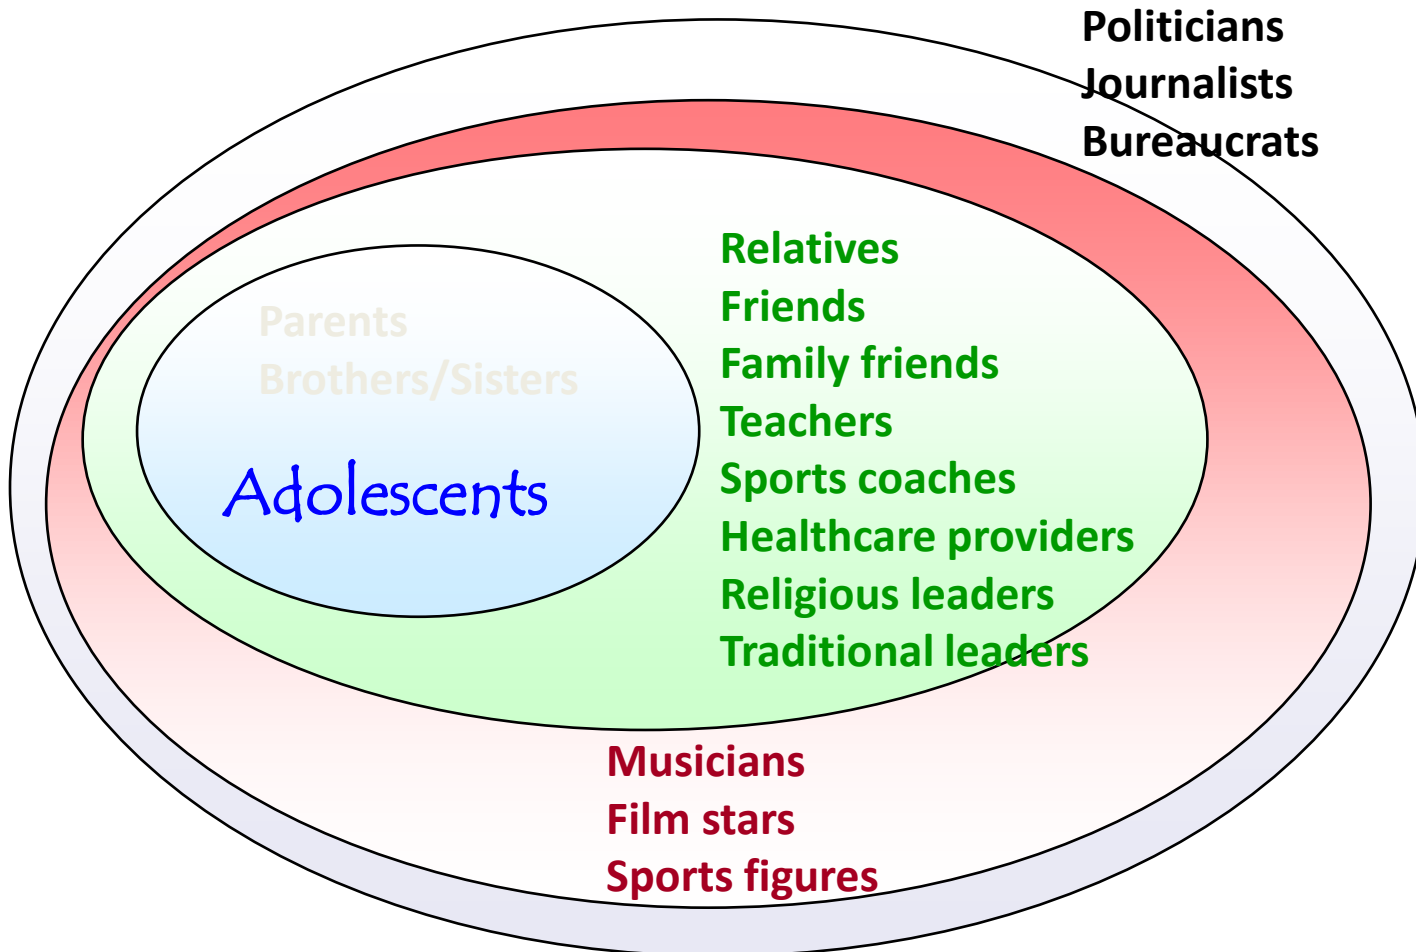 Politicians
Journalists
Bureaucrats
Relatives
Friends
Family friends
Teachers
Sports coaches
Healthcare providers
Religious leaders
Traditional leaders
Parents
Brothers/Sisters
Adolescents
Musicians
Film stars
Sports figures